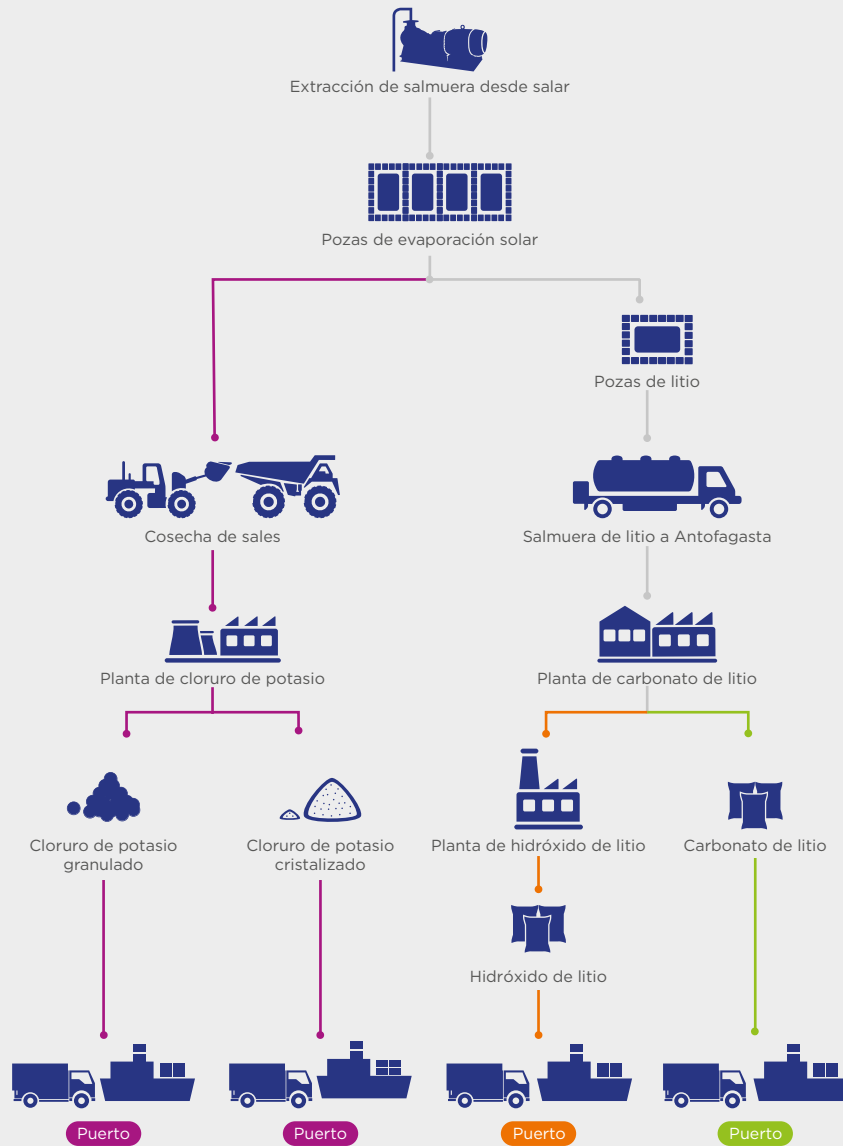 Extracción de salmuera desde salar
Pozas de evaporación solar
Pozas de litio
Cosecha de sales
Salmuera de litio a Antofagasta
Planta de cloruro de potasio
Planta de carbonato de litio
Cloruro de potasio
granulado
Cloruro de potasio
cristalizado
Planta de hidróxido de litio
Carbonato de litio
Hidróxido de litio
Puerto
Puerto
Puerto
Puerto